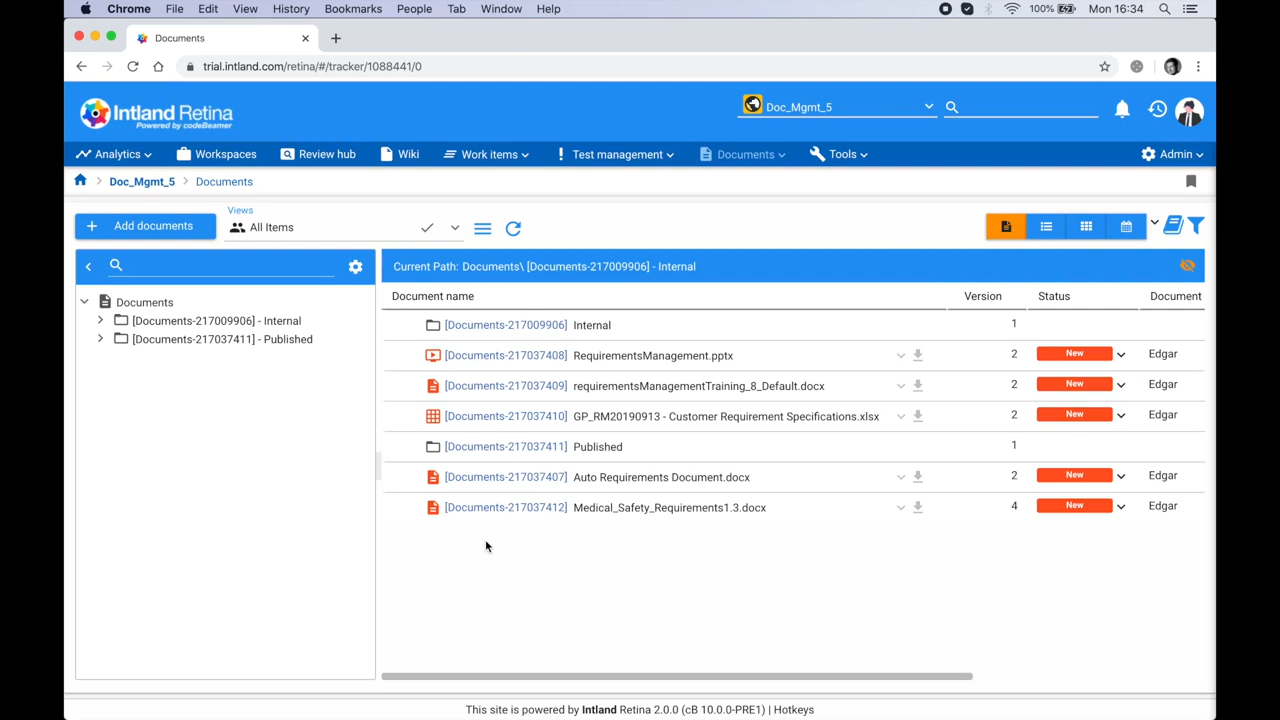 Chrome File Edit View History Bookmarks People Tab Window Help 100% Mon 16:34
Documents
trial.intland.com/retina/#/tracker/1088441/0
Intland Retina
Powered by codeBeamer
Doc_Mgmt_5
Analytics Workspaces Review hub Wiki Work items Test management Documents Tools Admin
Doc_Mgmt_5 > Documents
Add documents
Views
All Items
Current Path: Documents\ [Documents-217009906] - Internal
Documents
[Documents-217009906] - Internal
[Documents-217037411] - Published
Document name Version Status Document
[Documents-217009906] Internal 1
[Documents-217037408] RequirementsManagement.pptx 2 New Edgar
[Documents-217037409] requirementsManagementTraining_8_Default.docx 2 New Edgar
[Documents-217037410] GP_RM20190913 - Customer Requirement Specifications.xlsx 2 New Edgar
[Documents-217037411] Published 1
[Documents-217037407] Auto Requirements Document.docx 2 New Edgar
[Documents-217037412] Medical_Safety_Requirements1.3.docx 4 New Edgar
This site is powered by Intland Retina 2.0.0 (cB 10.0.0-PRE1) | Hotkeys